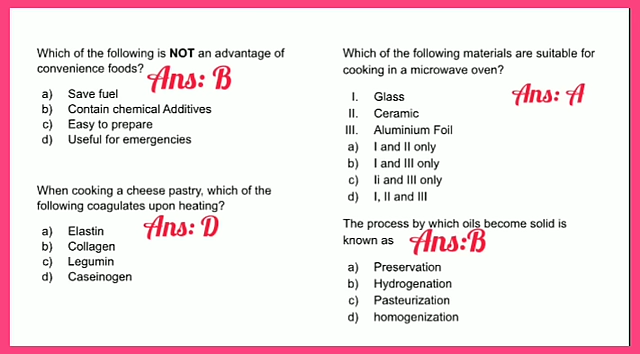 Which of the following is NOT an advantage of
convenience foods?
Ans: B
a) Save fuel
b) Contain chemical Additives
c) Easy to prepare
d) Useful for emergencies
When cooking a cheese pastry, which of the
following coagulates upon heating?
Ans: D
a) Elastin
b) Collagen
c) Legumin
d) Caseinogen
Which of the following materials are suitable for
cooking in a microwave oven?
Ans: A
I. Glass
II. Ceramic
III. Aluminium Foil
a) I and II only
b) I and III only
c) Ii and III only
d) I, II and III
The process by which oils become solid is
known as
Ans:B
a) Preservation
b) Hydrogenation
c) Pasteurization
d) homogenization